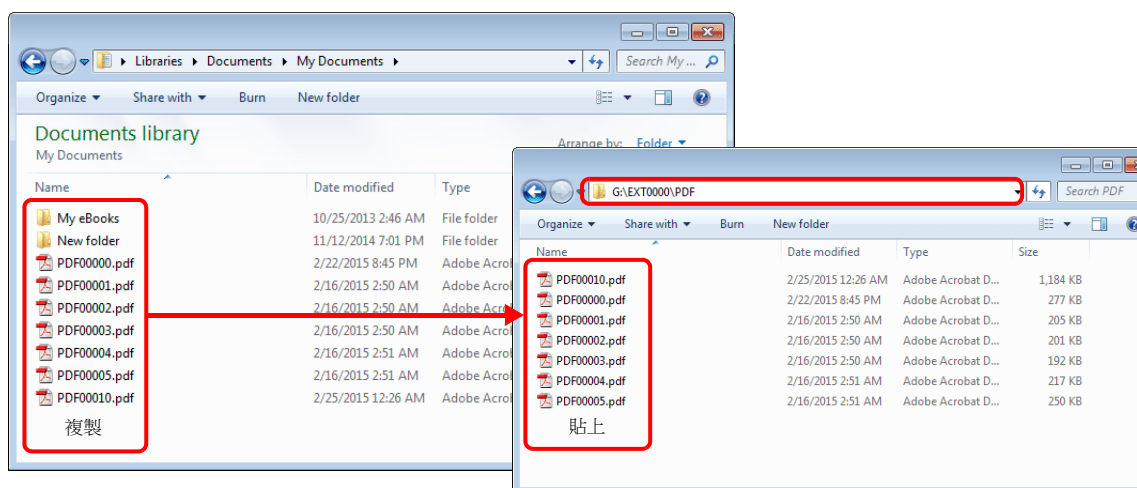 Libraries Documents My Documents
Search My ...
Organize Share with Burn New folder
Documents library
My Documents
Arrange by: Folder
Name Date modified Type
My eBooks 10/25/2013 2:46 AM File folder
New folder 11/12/2014 7:01 PM File folder
PDF00000.pdf 2/22/2015 8:45 PM Adobe Acro
PDF00001.pdf 2/16/2015 2:50 AM Adobe Acro
PDF00002.pdf 2/16/2015 2:50 AM Adobe Acro
PDF00003.pdf 2/16/2015 2:50 AM Adobe Acro
PDF00004.pdf 2/16/2015 2:51 AM Adobe Acro
PDF00005.pdf 2/16/2015 2:51 AM Adobe Acro
PDF00010.pdf 2/25/2015 12:26 AM Adobe Acro
複製
G:\EXT0000\PDF
Search PDF
Organize Share with Burn New folder
Name Date modified Type Size
PDF00010.pdf 2/25/2015 12:26 AM Adobe Acrobat D... 1,184 KB
PDF00000.pdf 2/22/2015 8:45 PM Adobe Acrobat D... 277 KB
PDF00001.pdf 2/16/2015 2:50 AM Adobe Acrobat D... 205 KB
PDF00002.pdf 2/16/2015 2:50 AM Adobe Acrobat D... 201 KB
PDF00003.pdf 2/16/2015 2:50 AM Adobe Acrobat D... 192 KB
PDF00004.pdf 2/16/2015 2:51 AM Adobe Acrobat D... 217 KB
PDF00005.pdf 2/16/2015 2:51 AM Adobe Acrobat D... 250 KB
貼上